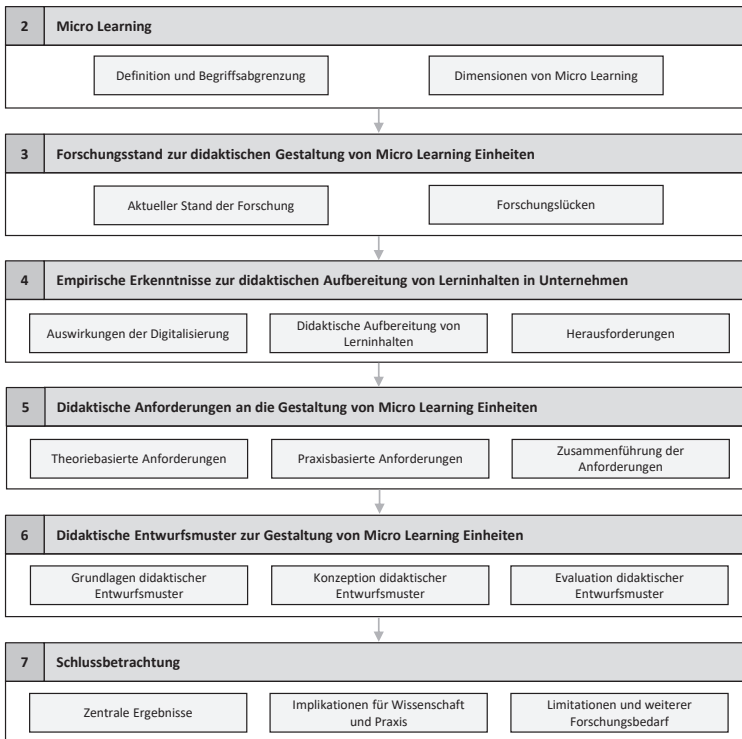 2 Micro Learning
Definition und Begriffsabgrenzung
Dimensionen von Micro Learning
3 Forschungsstand zur didaktischen Gestaltung von Micro Learning Einheiten
Aktueller Stand der Forschung
Forschungslücken
4 Empirische Erkenntnisse zur didaktischen Aufbereitung von Lerninhalten in Unternehmen
Auswirkungen der Digitalisierung
Didaktische Aufbereitung von
Lerninhalten
Herausforderungen
5 Didaktische Anforderungen an die Gestaltung von Micro Learning Einheiten
Theoriebasierte Anforderungen
Praxisbasierte Anforderungen
Zusammenführung der
Anforderungen
6 Didaktische Entwurfsmuster zur Gestaltung von Micro Learning Einheiten
Grundlagen didaktischer
Entwurfsmuster
Konzeption didaktischer
Entwurfsmuster
Evaluation didaktischer
Entwurfsmuster
7 Schlussbetrachtung
Zentrale Ergebnisse
Implikationen für Wissenschaft
und Praxis
Limitationen und weiterer
Forschungsbedarf